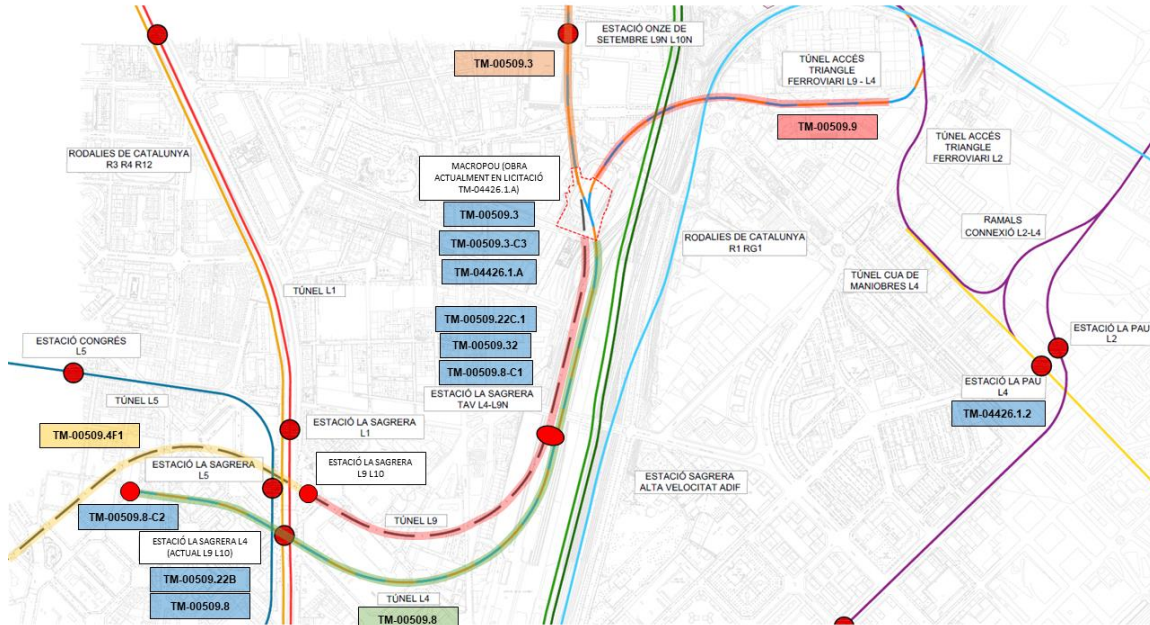 ESTACIÓ ONZE DE
SETEMBRE L9N L10N
TM-00509.3
TÚNEL ACCÉS
TRIANGLE
FERROVIARI L9 - L4
TM-00509.9
RODALIES DE CATALUNYA
R3 R4 R12
TÚNEL ACCÉS
TRIANGLE
FERROVIARI L2
MACROPOU (OBRA
ACTUALMENT EN LICITACIÓ
TM-04426.1.A)
TM-00509.3
TM-00509.3-C3
TM-04426.1.A
RAMALS
CONNEXIÓ L2-L4
RODALIES DE CATALUNYA
R1 RG1
TÚNEL CUA DE
MANIOBRES L4
TÚNEL L1
TM-00509.22C.1
TM-00509.32
TM-00509.8-C1
ESTACIÓ LA SAGRERA
TAV L4-L9N
ESTACIÓ CONGRÉS
L5
ESTACIÓ LA PAU
L2
TÚNEL L5
ESTACIÓ LA PAU
L4
TM-04426.1.2
ESTACIÓ LA SAGRERA
L1
TM-00509.4F1
ESTACIÓ LA SAGRERA
L5
ESTACIÓ LA SAGRERA
L9 L10
ESTACIÓ SAGRERA
ALTA VELOCITAT ADIF
TM-00509.8-C2
TÚNEL L9
ESTACIÓ LA SAGRERA L4
(ACTUAL L9 L10)
TM-00509.22B
TM-00509.8
TÚNEL L4
TM-00509.8